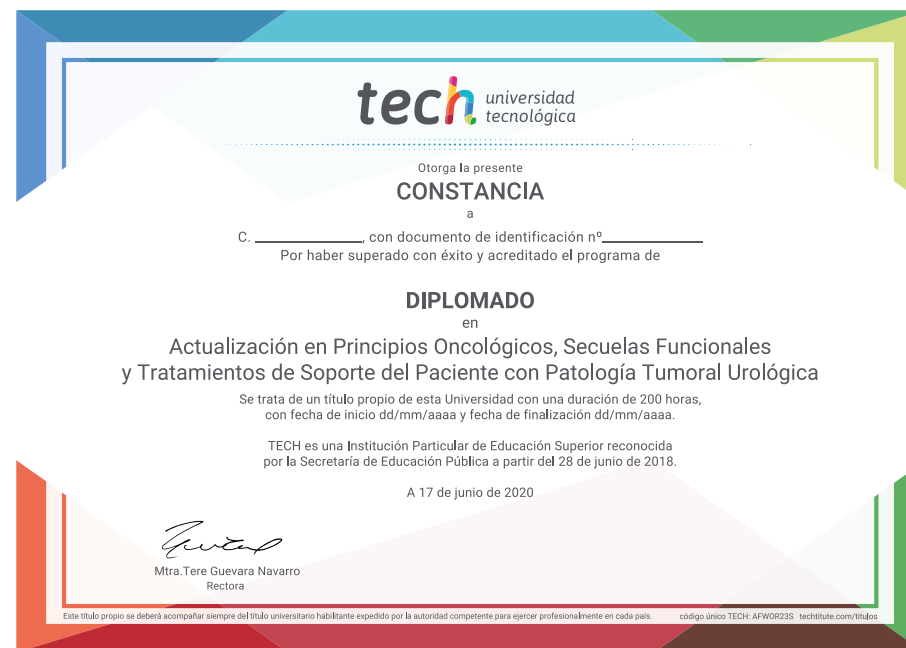 tech universidad
tecnológica
Otorga la presente
CONSTANCIA
a
C. ____________, con documento de identificación nº____________
Por haber superado con éxito y acreditado el programa de
DIPLOMADO
en
Actualización en Principios Oncológicos, Secuelas Funcionales
y Tratamientos de Soporte del Paciente con Patología Tumoral Urológica
Se trata de un título propio de esta Universidad con una duración de 200 horas,
con fecha de inicio dd/mm/aaaa y fecha de finalización dd/mm/aaaa.
TECH es una Institución Particular de Educación Superior reconocida
por la Secretaría de Educación Pública a partir del 28 de junio de 2018.
A 17 de junio de 2020
Mtra.Tere Guevara Navarro
Rectora
Este título propio se deberá acompañar siempre del título universitario habilitante expedido por la autoridad competente para ejercer profesionalmente en cada país. código único TECH: AFWOR23S techtitute.com/titulos